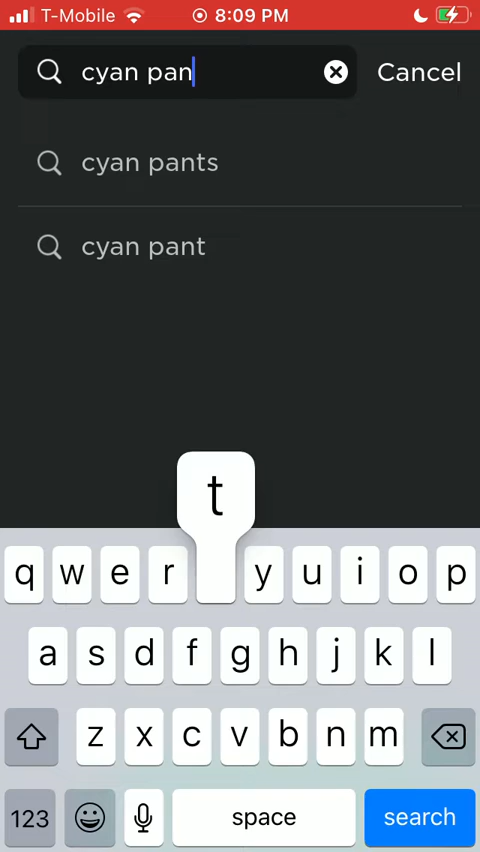 T-Mobile 8:09 PM
cyan pan Cancel
cyan pants
cyan pant
t
q w e r y u i o p
a s d f g h j k l
z x c v b n m
123 space search